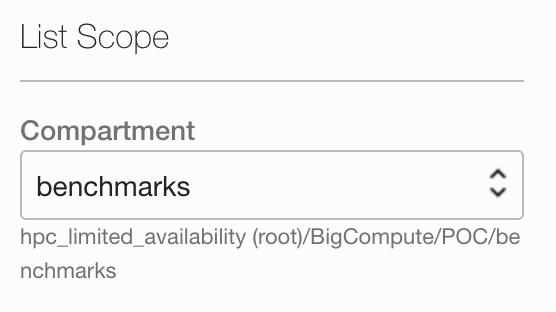 List Scope
Compartment
benchmarks
hpc_limited_availability (root)/BigCompute/POC/be
nchmarks